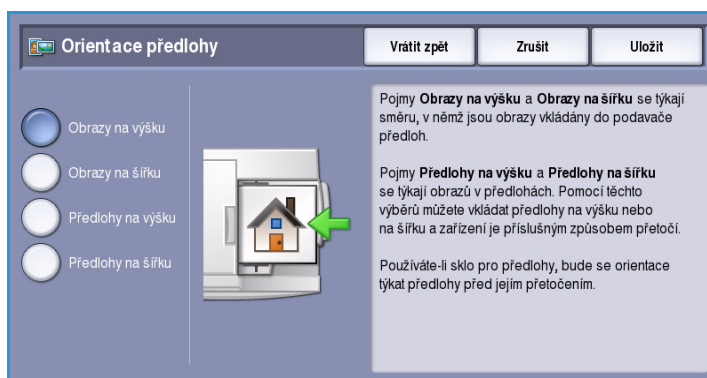 Orientace předlohy
Vrátit zpět
Zrušit
Uložit
Obrazy na výšku
Obrazy na šířku
Předlohy na výšku
Předlohy na šířku
Pojmy Obrazy na výšku a Obrazy na šířku se týkají
směru, v němž jsou obrazy vkládány do podavače
předloh.
Pojmy Předlohy na výšku a Předlohy na šířku
se týkají obrazů v předlohách. Pomocí těchto
výběrů můžete vkládat předlohy na výšku nebo
na šířku a zařízení je příslušným způsobem přetočí.
Používáte-li sklo pro předlohy, bude se orientace
týkat předlohy před jejím přetočením.